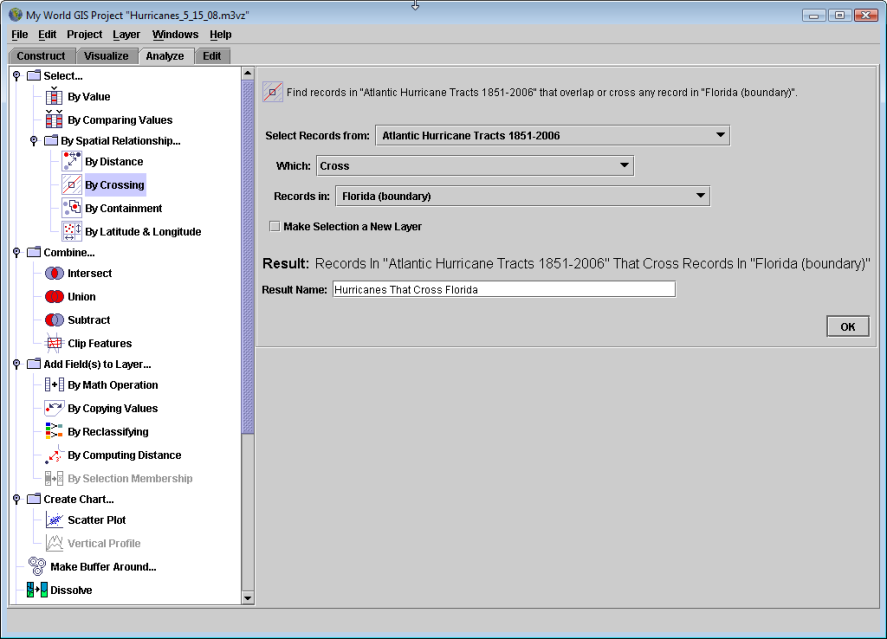 My World GIS Project "Hurricanes_5_15_08.m3vz"
File Edit Project Layer Windows Help
Construct Visualize Analyze Edit
Select...
By Value
By Comparing Values
By Spatial Relationship...
By Distance
By Crossing
By Containment
By Latitude & Longitude
Combine...
Intersect
Union
Subtract
Clip Features
Add Field(s) to Layer...
By Math Operation
By Copying Values
By Reclassifying
By Computing Distance
By Selection Membership
Create Chart...
Scatter Plot
Vertical Profile
Make Buffer Around...
Dissolve
Find records in "Atlantic Hurricane Tracts 1851-2006" that overlap or cross any record in "Florida (boundary)".
Select Records from: Atlantic Hurricane Tracts 1851-2006
Which: Cross
Records in: Florida (boundary)
Make Selection a New Layer
Result: Records In "Atlantic Hurricane Tracts 1851-2006" That Cross Records In "Florida (boundary)"
Result Name: Hurricanes That Cross Florida
OK